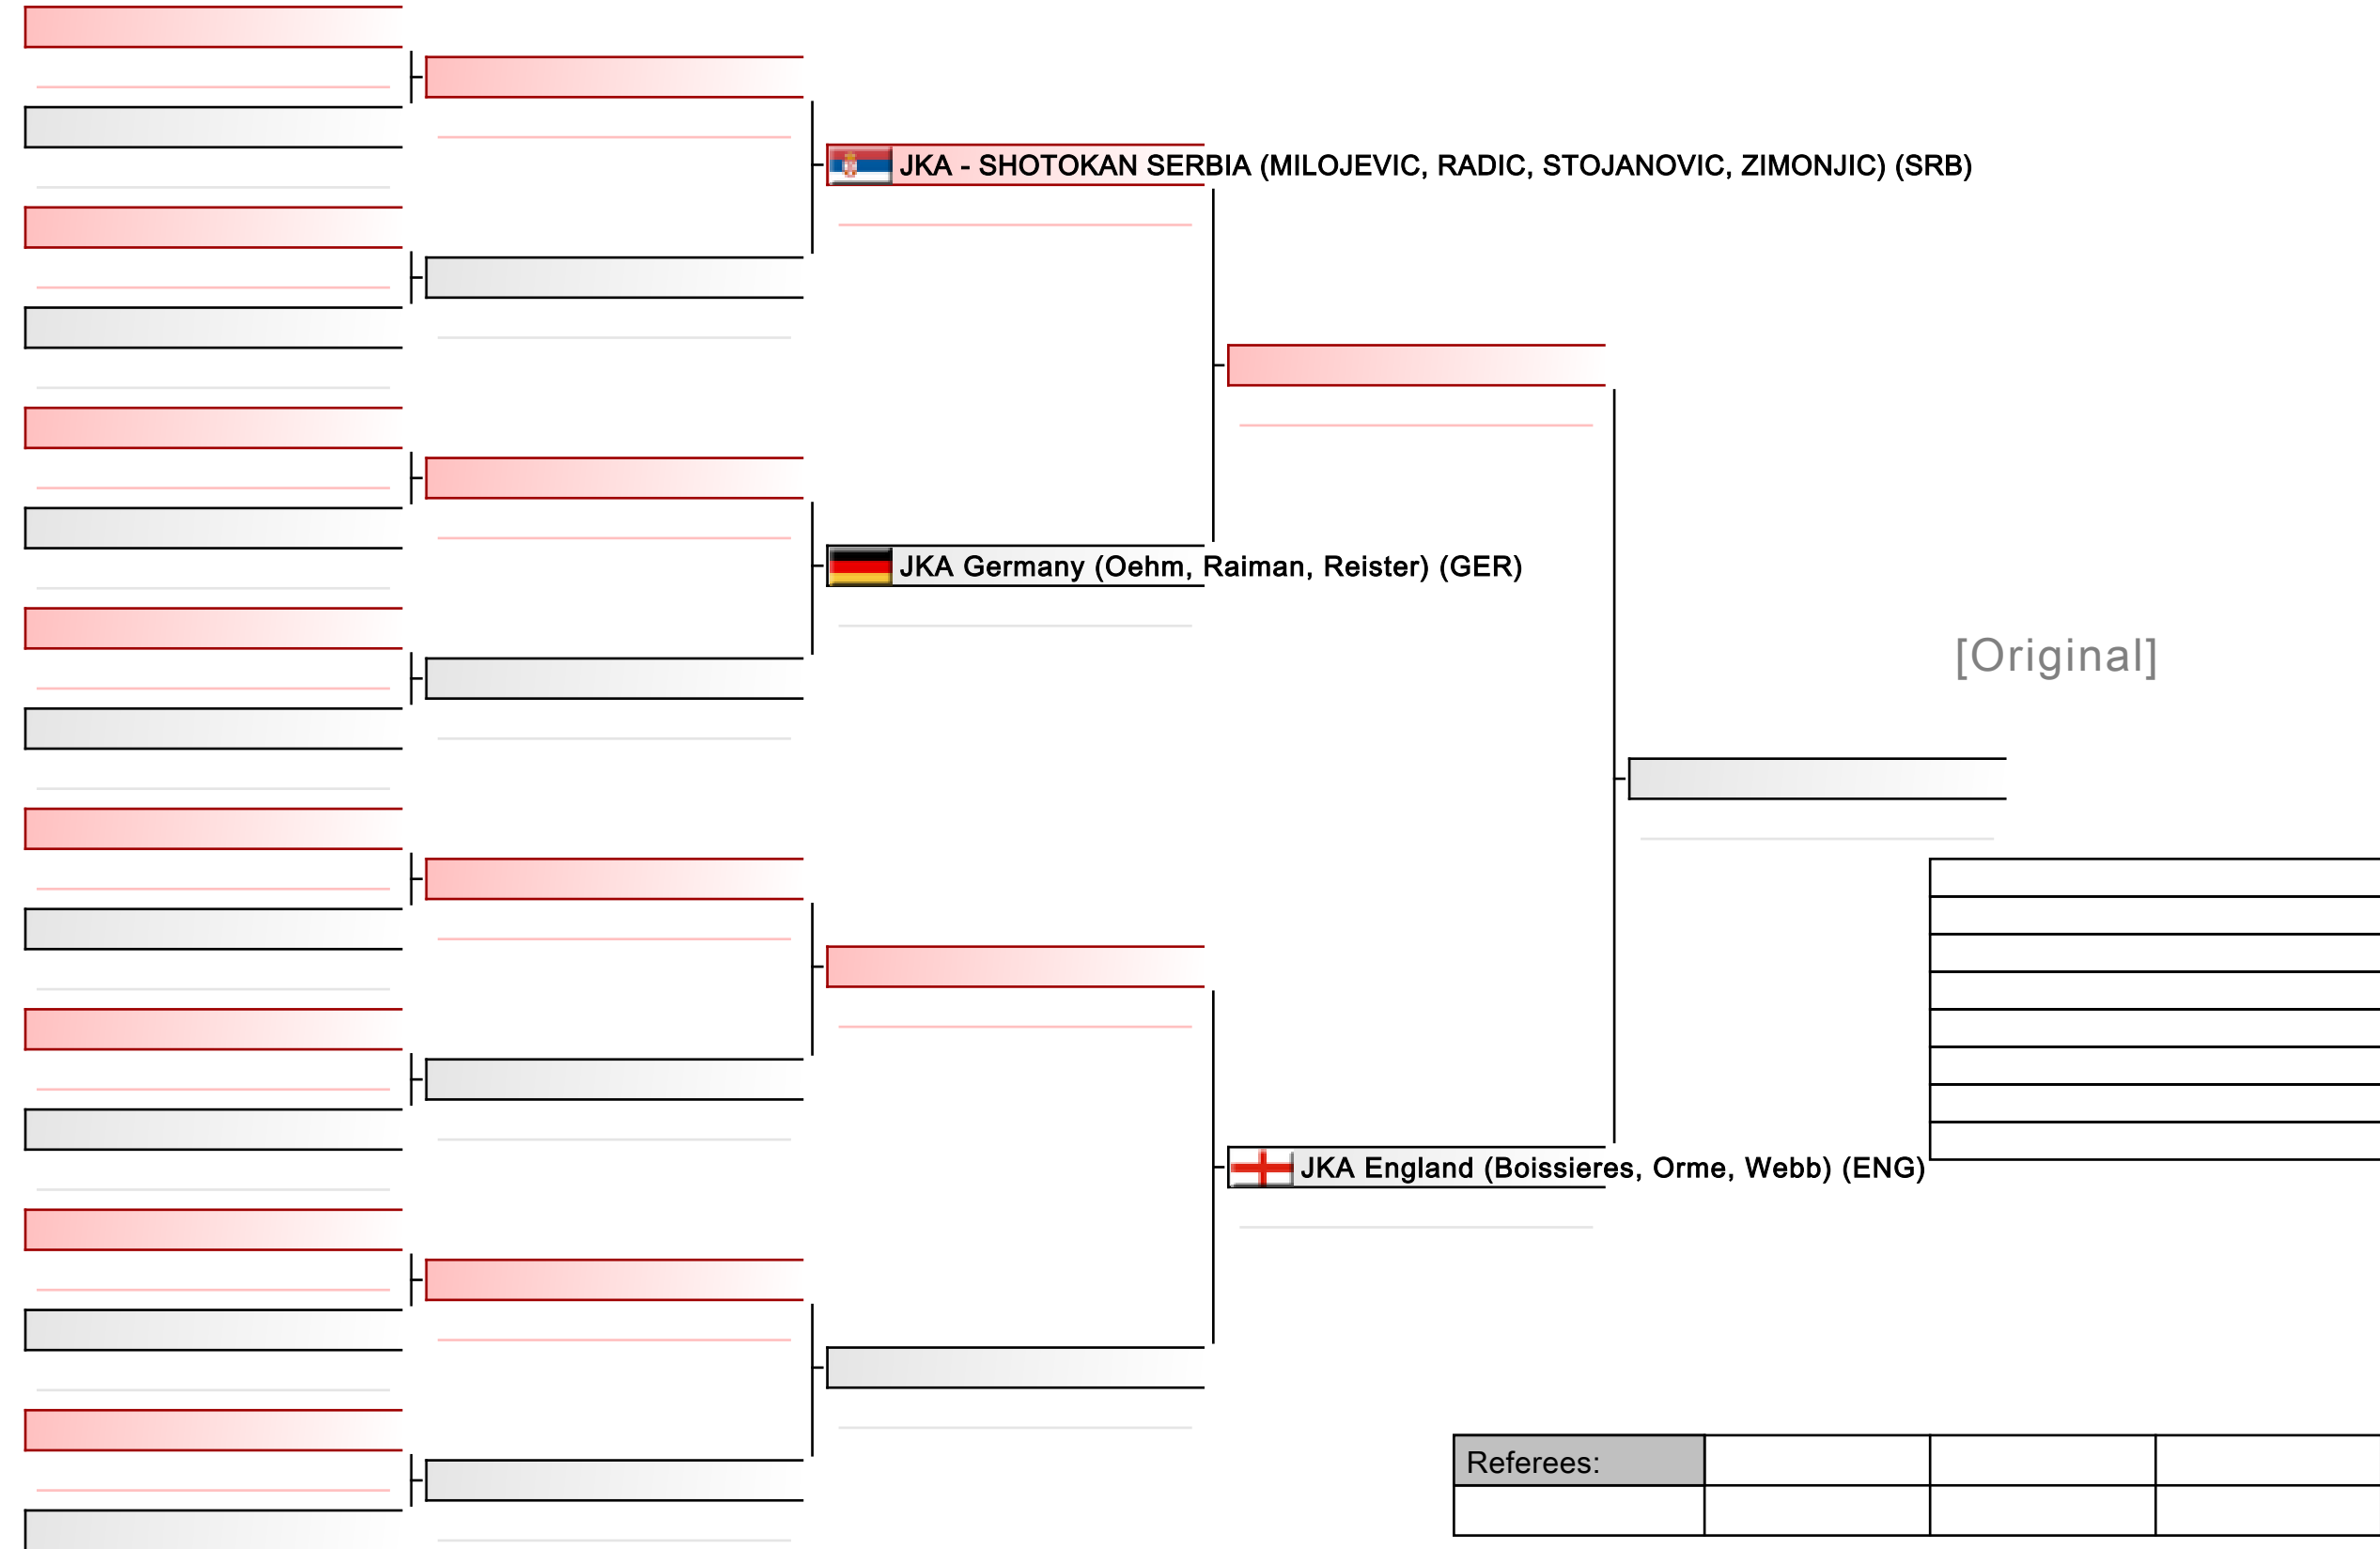 JKA - SHOTOKAN SERBIA (MILOJEVIC, RADIC, STOJANOVIC, ZIMONJIC) (SRB)
JKA Germany (Oehm, Raiman, Reister) (GER)
[Original]
JKA England (Boissieres, Orme, Webb) (ENG)
Referees: